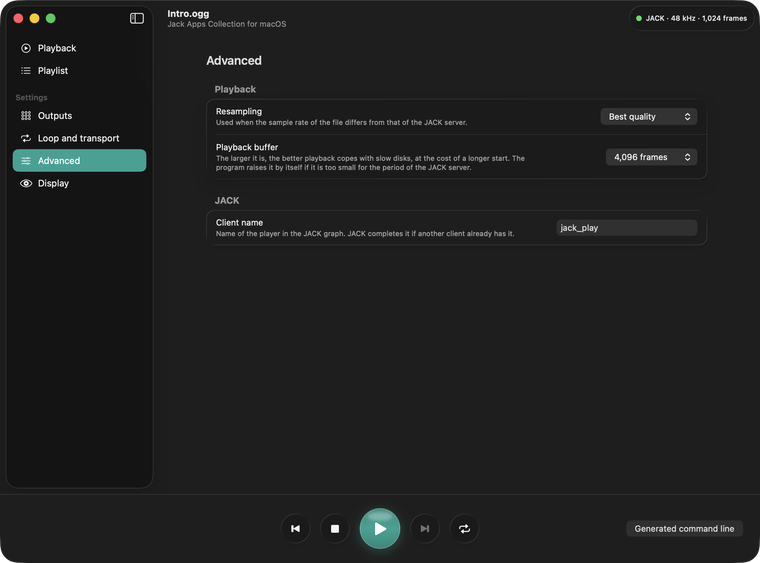 Intro.ogg
Jack Apps Collection for macOS
JACK · 48 kHz · 1,024 frames
Playback
Playlist
Settings
Outputs
Loop and transport
Advanced
Display
Advanced
Playback
Resampling
Used when the sample rate of the file differs from that of the JACK server.
Best quality
Playback buffer
The larger it is, the better playback copes with slow disks, at the cost of a longer start. The
program raises it by itself if it is too small for the period of the JACK server.
4,096 frames
JACK
Client name
Name of the player in the JACK graph. JACK completes it if another client already has it.
jack_play
Generated command line